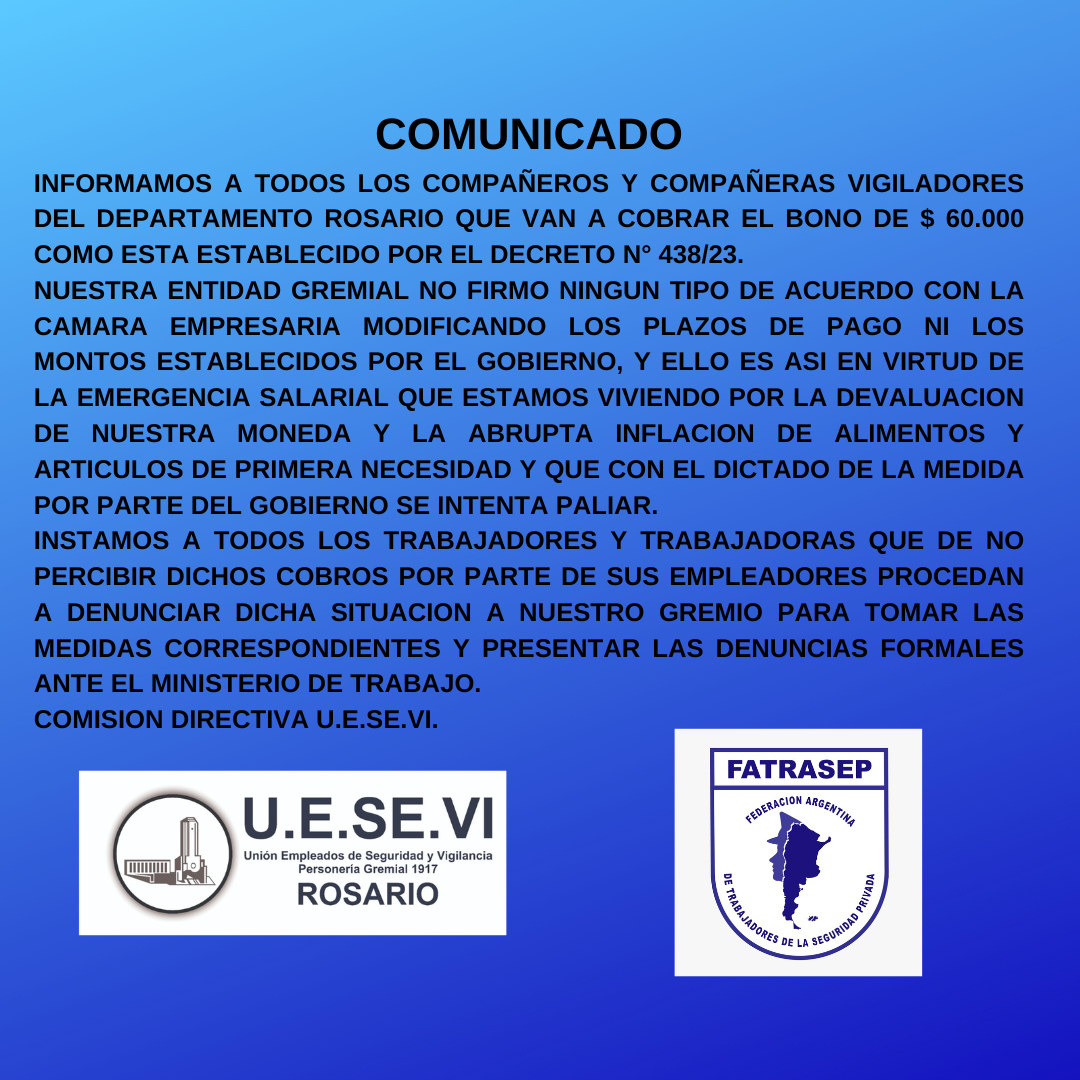 COMUNICADO
INFORMAMOS A TODOS LOS COMPAÑEROS Y COMPAÑERAS VIGILADORES
DEL DEPARTAMENTO ROSARIO QUE VAN A COBRAR EL BONO DE $ 60.000
COMO ESTA ESTABLECIDO POR EL DECRETO N° 438/23.
NUESTRA ENTIDAD GREMIAL NO FIRMO NINGUN TIPO DE ACUERDO CON LA
CAMARA EMPRESARIA MODIFICANDO LOS PLAZOS DE PAGO NI LOS
MONTOS ESTABLECIDOS POR EL GOBIERNO, Y ELLO ES ASI EN VIRTUD DE
LA EMERGENCIA SALARIAL QUE ESTAMOS VIVIENDO POR LA DEVALUACION
DE NUESTRA MONEDA Y LA ABRUPTA INFLACION DE ALIMENTOS Y
ARTICULOS DE PRIMERA NECESIDAD Y QUE CON EL DICTADO DE LA MEDIDA
POR PARTE DEL GOBIERNO SE INTENTA PALIAR.
INSTAMOS A TODOS LOS TRABAJADORES Y TRABAJADORAS QUE DE NO
PERCIBIR DICHOS COBROS POR PARTE DE SUS EMPLEADORES PROCEDAN
A DENUNCIAR DICHA SITUACION A NUESTRO GREMIO PARA TOMAR LAS
MEDIDAS CORRESPONDIENTES Y PRESENTAR LAS DENUNCIAS FORMALES
ANTE EL MINISTERIO DE TRABAJO.
COMISION DIRECTIVA U.E.SE.VI.
U.E.SE.VI
Unión Empleados de Seguridad y Vigilancia
Personería Gremial 1917
ROSARIO
FATRASEP
FEDERACION ARGENTINA
DE TRABAJADORES DE LA SEGURIDAD PRIVADA